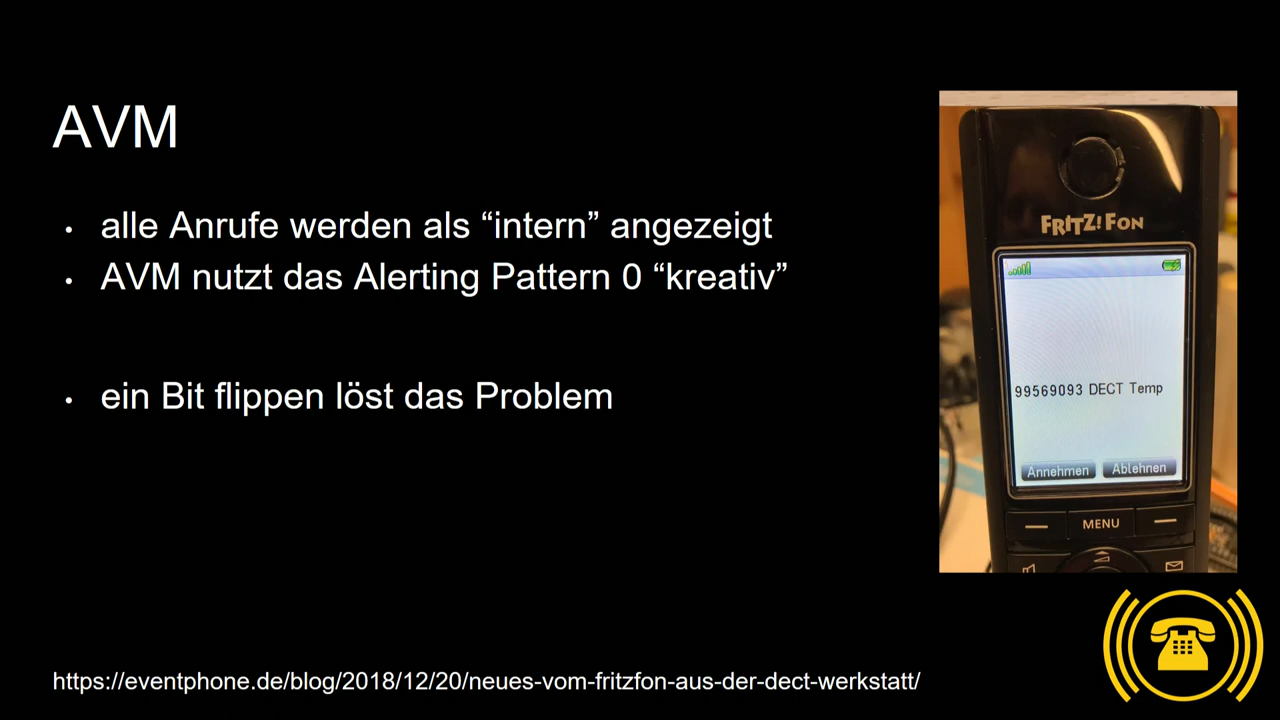 AVM
• alle Anrufe werden als “intern” angezeigt
• AVM nutzt das Alerting Pattern 0 “kreativ”
• ein Bit flippen löst das Problem
FRITZ! FON
99569093 DECT Temp
Annehmen Ablehnen
MENU
https://eventphone.de/blog/2018/12/20/neues-vom-fritzfon-aus-der-dect-werkstatt/